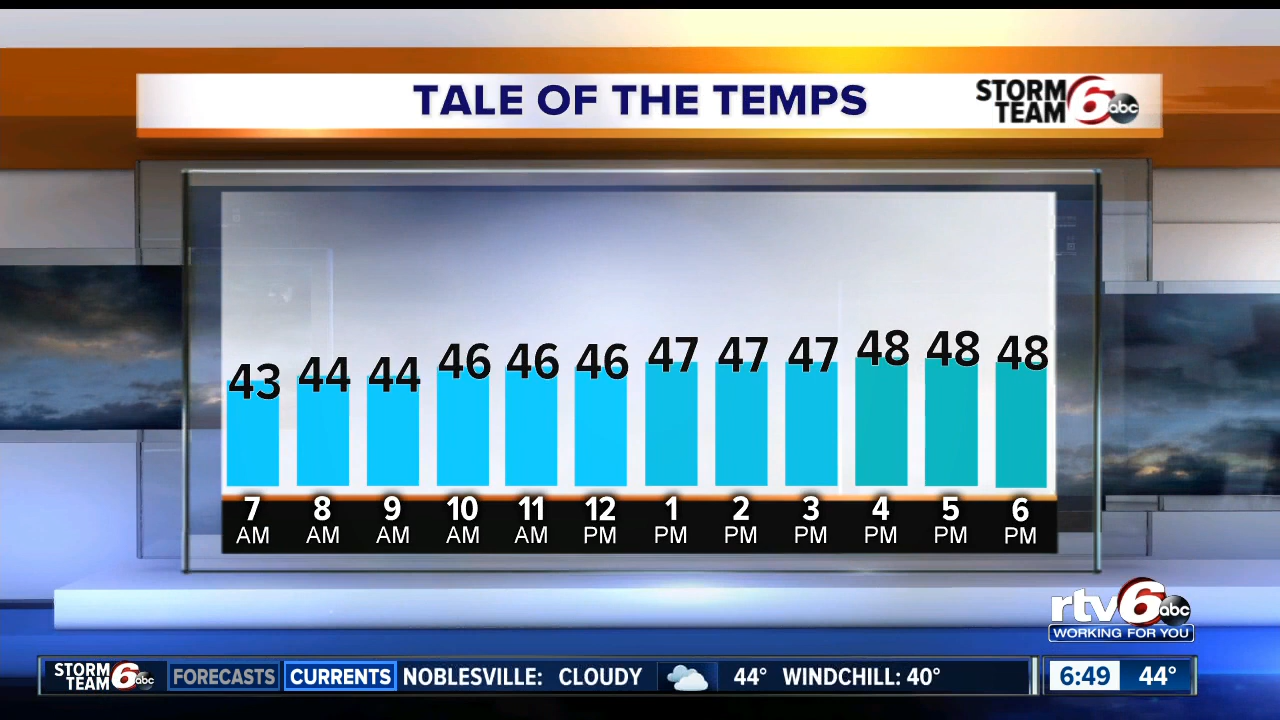 TALE OF THE TEMPS
STORM TEAM 6 abc
43 44 44 46 46 46 47 47 47 48 48 48
7 8 9 10 11 12 1 2 3 4 5 6
AM AM AM AM AM PM PM PM PM PM PM PM
rtv6 abc
WORKING FOR YOU
STORM TEAM 6 abc FORECASTS CURRENTS NOBLESVILLE: CLOUDY 44° WINDCHILL: 40° 6:49 44°